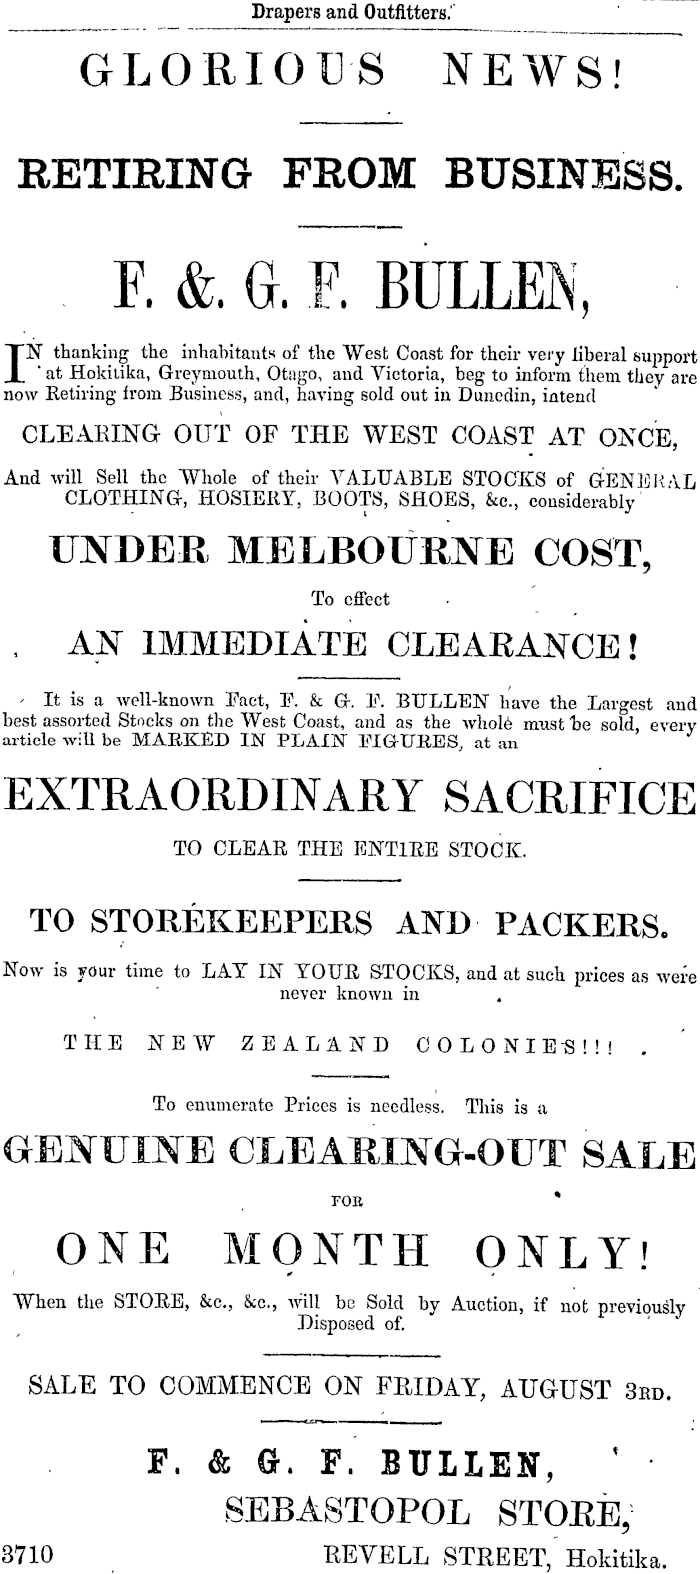 Drapers and Outfitters.
GLORIOUS NEWS!
RETIRING FROM BUSINESS.
F. &. G. F. BULLEN,
IN thanking the inhabitants of the West Coast for their very liberal support
at Hokitika, Greymouth, Otago, and Victoria, beg to inform them they are
now Retiring from Business, and, having sold out in Dunedin, intend
CLEARING OUT OF THE WEST COAST AT ONCE,
And will Sell the Whole of their VALUABLE STOCKS of GENERAL
CLOTHING, HOSIERY, BOOTS, SHOES, &c., considerably
UNDER MELBOURNE COST,
To effect
AN IMMEDIATE CLEARANCE!
It is a well-known Fact, F. & G. F. BULLEN have the Largest and
best assorted Stocks on the West Coast, and as the whole must be sold, every
article will be MARKED IN PLAIN FIGURES, at an
EXTRAORDINARY SACRIFICE
TO CLEAR THE ENTIRE STOCK.
TO STOREKEEPERS AND PACKERS.
Now is your time to LAY IN YOUR STOCKS, and at such prices as were
never known in
THE NEW ZEALAND COLONIES!!!
To enumerate Prices is needless. This is a
GENUINE CLEARING-OUT SALE
FOR
ONE MONTH ONLY!
When the STORE, &c., &c., will be Sold by Auction, if not previously
Disposed of.
SALE TO COMMENCE ON FRIDAY, AUGUST 3RD.
F. & G. F. BULLEN,
SEBASTOPOL STORE,
3710 REVELL STREET, Hokitika.